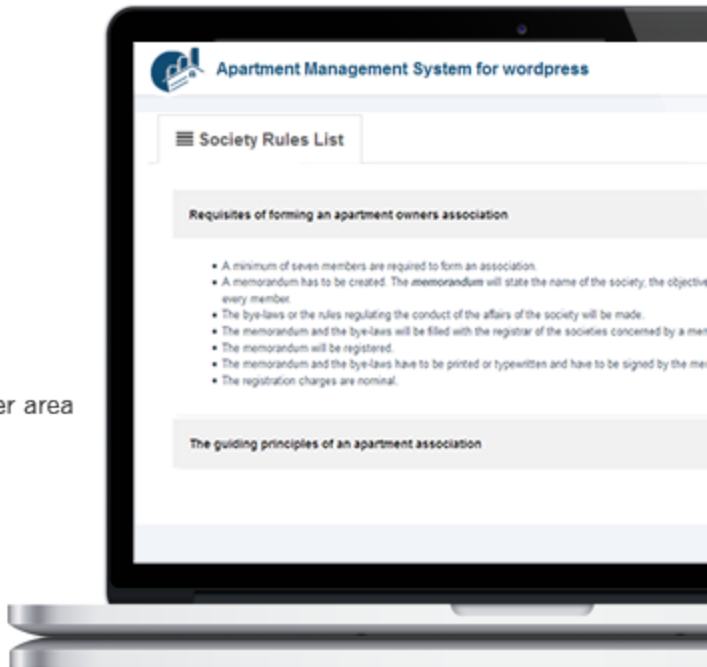 Apartment Management System for wordpress
Society Rules List
Requisites of forming an apartment owners association
A minimum of seven members are required to form an association.
A memorandum has to be created. The memorandum will state the name of the society, the objective
every member.
The bye-laws or the rules regulating the conduct of the affairs of the society will be made.
The memorandum and the bye-laws will be filled with the registrar of the societies concerned by a mem
The memorandum will be registered.
The memorandum and the bye-laws have to be printed or typewritten and have to be signed by the me
The registration charges are nominal.
er area
The guiding principles of an apartment association